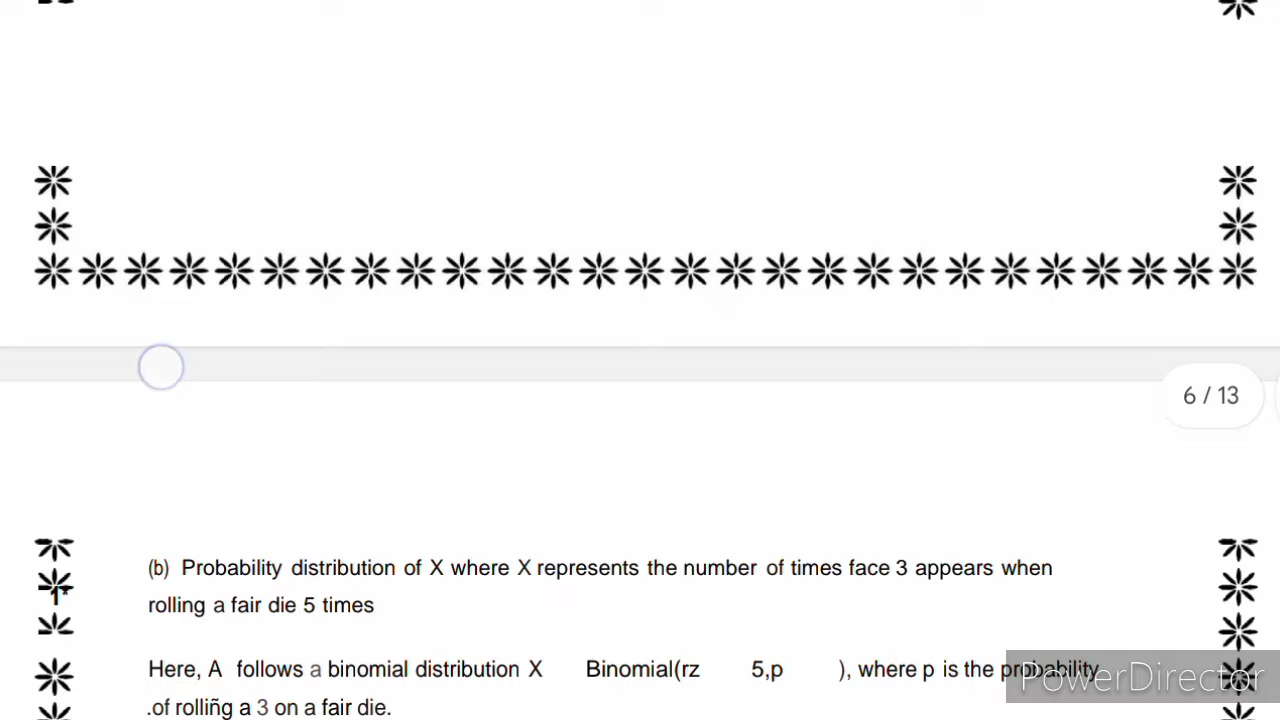 6 / 13
(b) Probability distribution of X where X represents the number of times face 3 appears when
rolling a fair die 5 times
Here, A follows a binomial distribution X Binomial(rz 5,p ), where p is the probability
.of rolliñg a 3 on a fair die.
PowerDirector